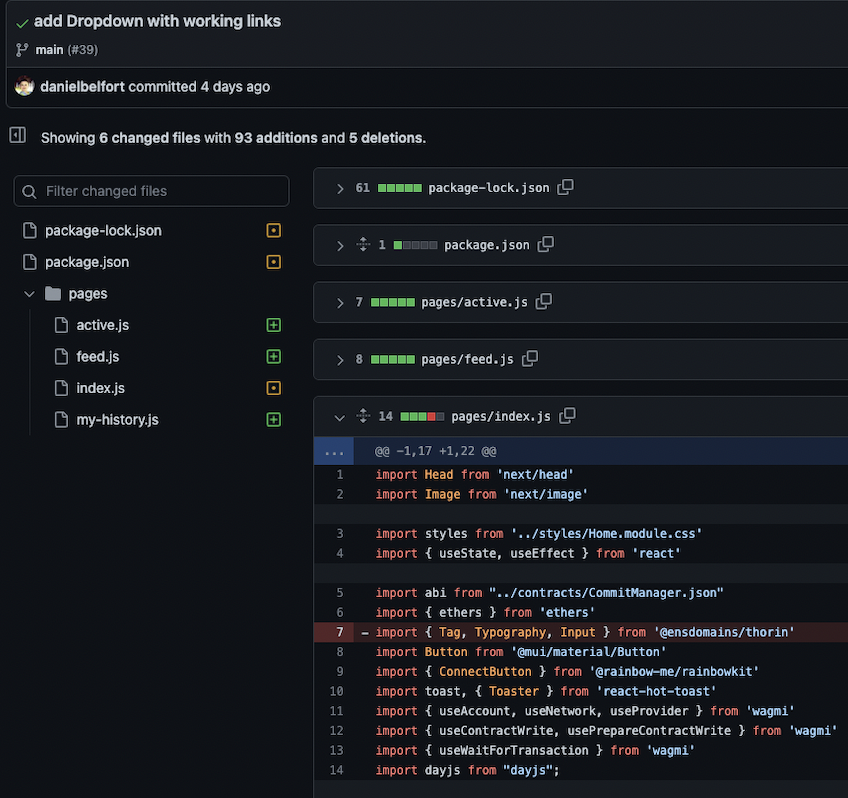 add Dropdown with working links
main (#39)
danielbelfort committed 4 days ago
Showing 6 changed files with 93 additions and 5 deletions.
Filter changed files
package-lock.json
package.json
pages
active.js
feed.js
index.js
my-history.js
61 package-lock.json
1 package.json
7 pages/active.js
8 pages/feed.js
14 pages/index.js
... @@ -1,17 +1,22 @@
1 import Head from 'next/head'
2 import Image from 'next/image'
3 import styles from '../styles/Home.module.css'
4 import { useState, useEffect } from 'react'
5 import abi from "../contracts/CommitManager.json"
6 import { ethers } from 'ethers'
7 - import { Tag, Typography, Input } from '@ensdomains/thorin'
8 import Button from '@mui/material/Button'
9 import { ConnectButton } from '@rainbow-me/rainbowkit'
10 import toast, { Toaster } from 'react-hot-toast'
11 import { useAccount, useNetwork, useProvider } from 'wagmi'
12 import { useContractWrite, usePrepareContractWrite } from 'wagmi'
13 import { useWaitForTransaction } from 'wagmi'
14 import dayjs from "dayjs";